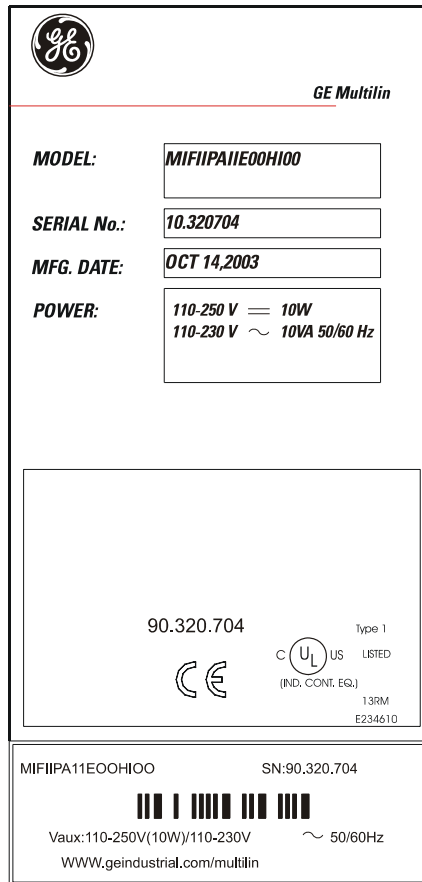 GE
GE Multilin
MODEL: MIFIIPAIIE00HI00
SERIAL No.: 10.320704
MFG. DATE: OCT 14,2003
POWER: 110-250 V ⎓ 10W
110-230 V ~ 10VA 50/60 Hz
90.320.704
Type 1
C UL US LISTED
CE
(IND. CONT. EQ.)
13RM
E234610
MIFIIPA11EOOHIOO SN:90.320.704
Vaux:110-250V(10W)/110-230V ~ 50/60Hz
WWW.geindustrial.com/multilin